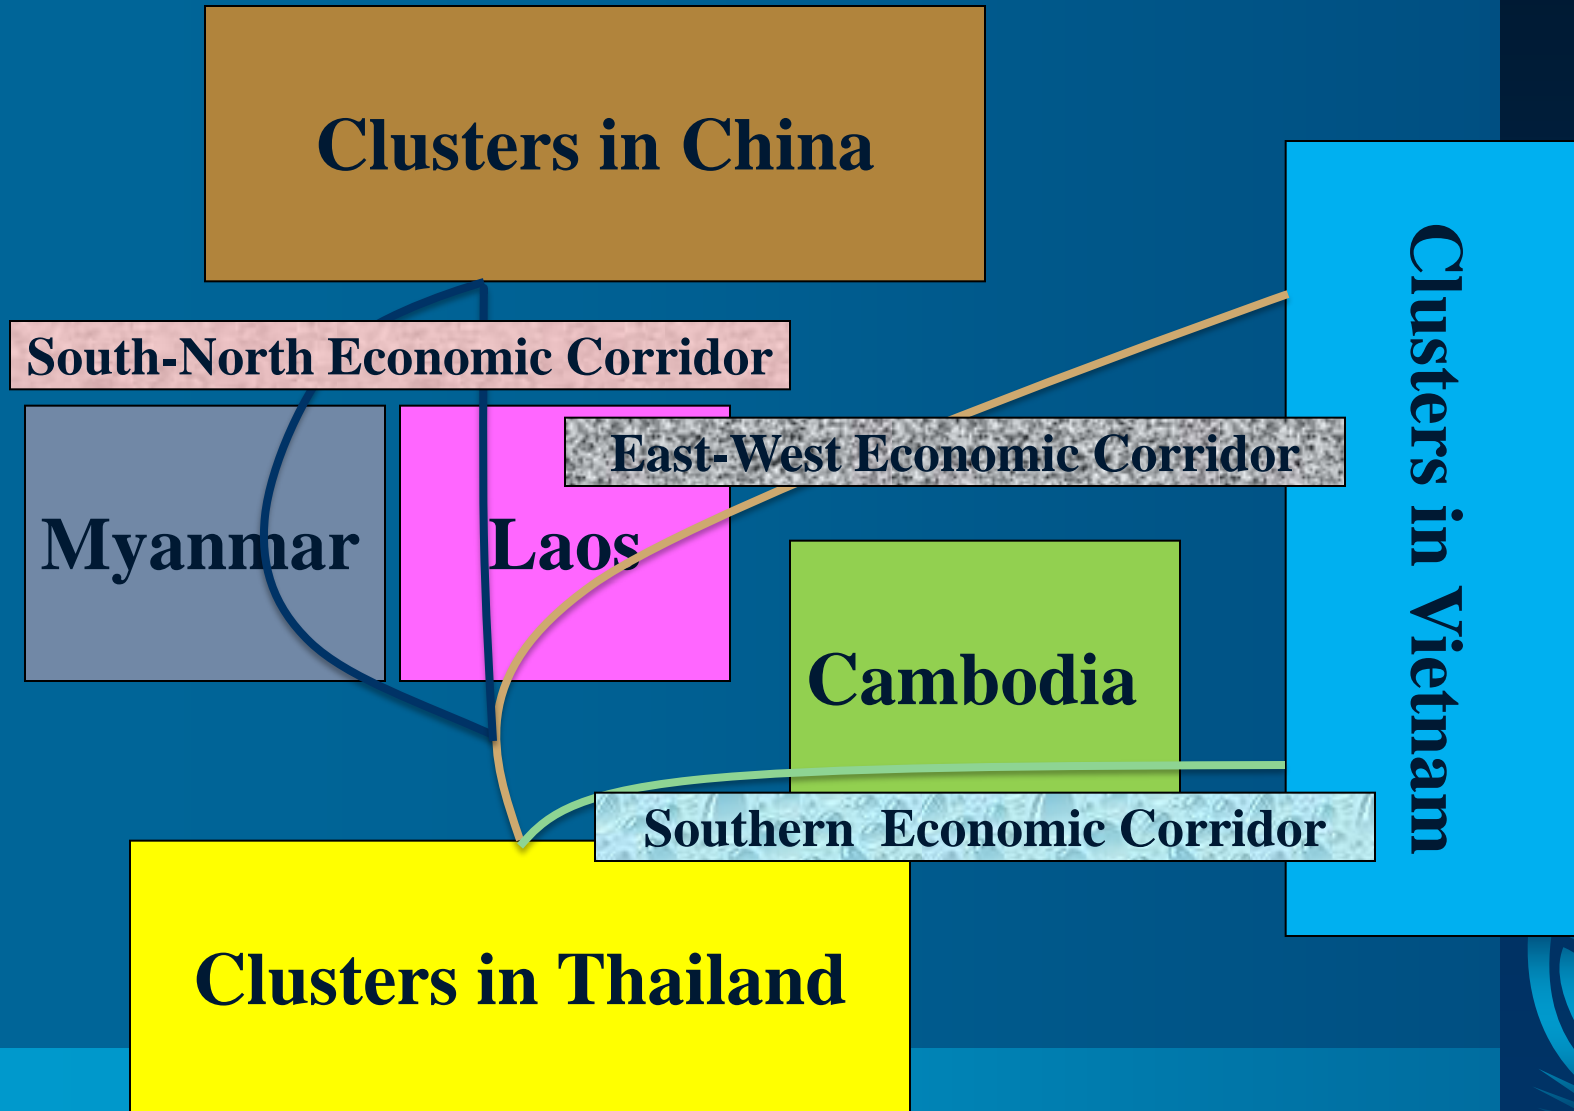 Clusters in China
South-North Economic Corridor
East-West Economic Corridor
Myanmar
Laos
Cambodia
Clusters in Vietnam
Southern  Economic Corridor
Clusters in Thailand